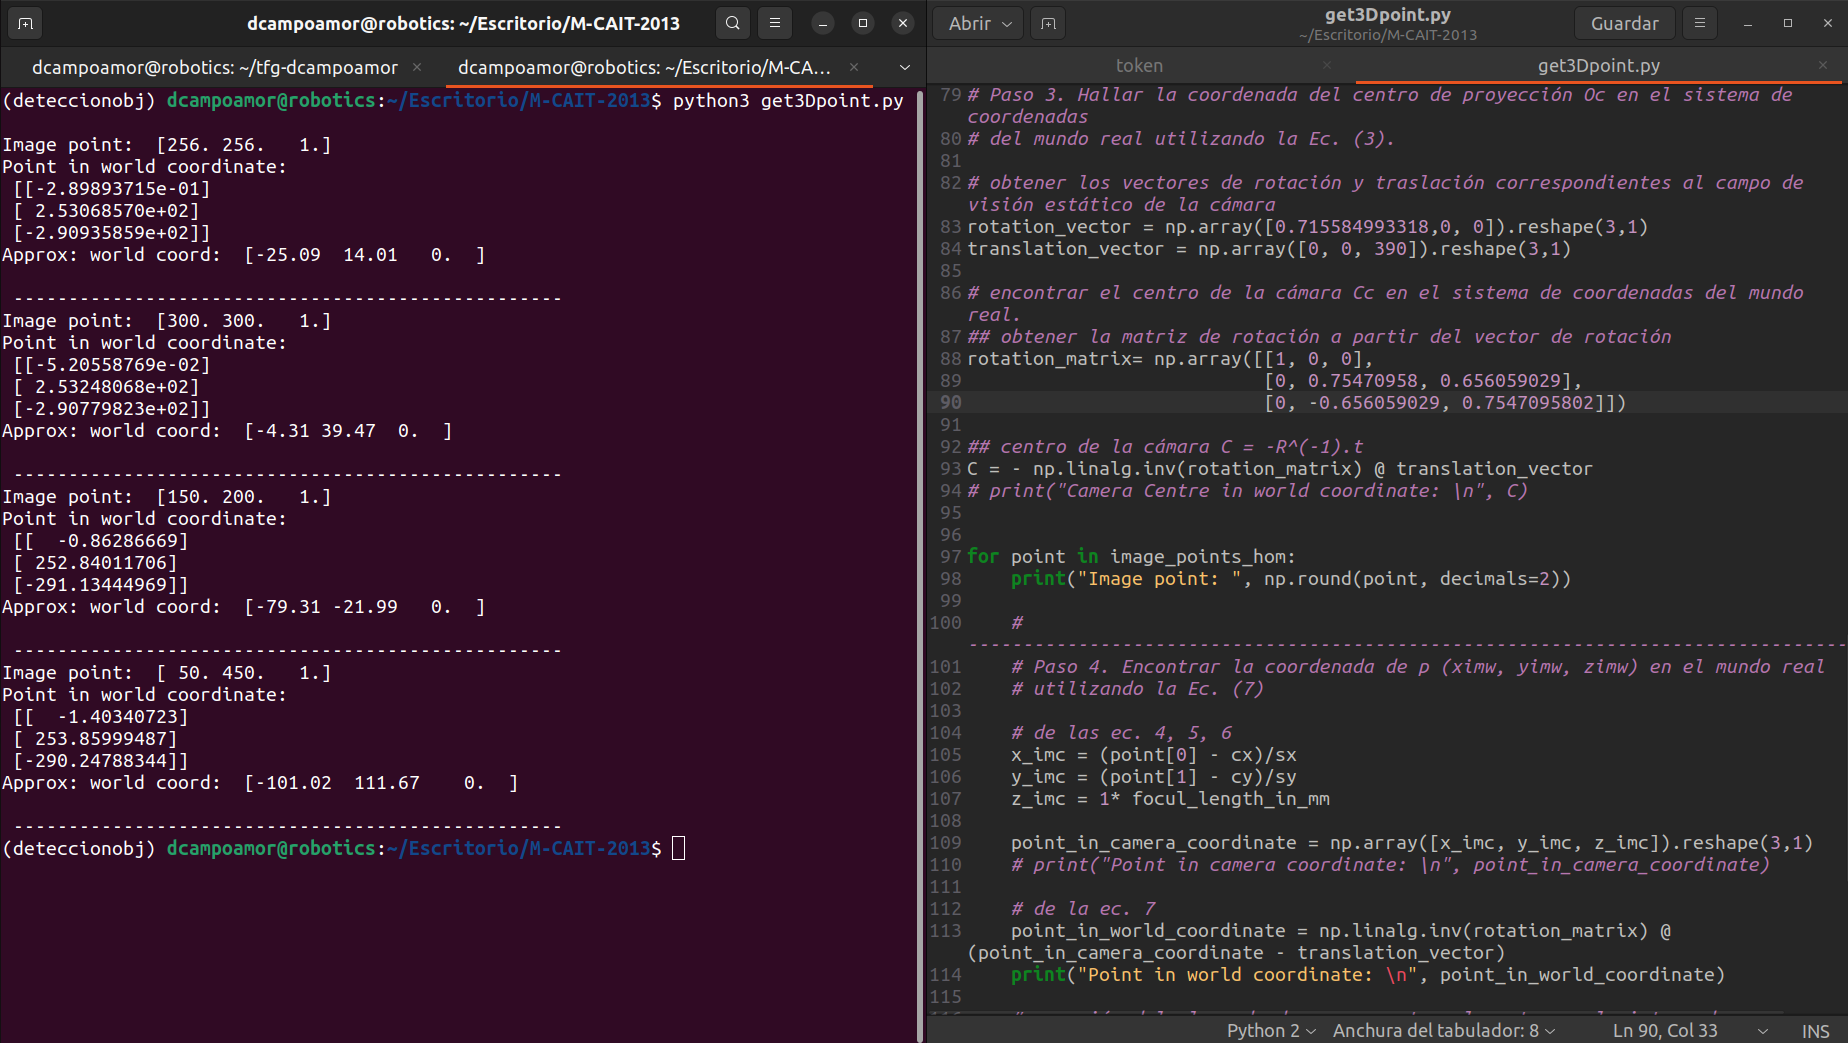 dcampoamor@robotics: ~/Escritorio/M-CAIT-2013
dcampoamor@robotics: ~/tfg-dcampoamor
dcampoamor@robotics: ~/Escritorio/M-CA...
(deteccionobj) dcampoamor@robotics:~/Escritorio/M-CAIT-2013$ python3 get3Dpoint.py
Image point:  [256. 256.   1.]
Point in world coordinate:
[[-2.89893715e-01]
[ 2.53068570e+02]
[-2.90935859e+02]]
Approx: world coord:  [-25.09  14.01   0.  ]
--------------------------------------------------
Image point:  [300. 300.   1.]
Point in world coordinate:
[[-5.20558769e-02]
[ 2.53248068e+02]
[-2.90779823e+02]]
Approx: world coord:  [-4.31 39.47  0.  ]
--------------------------------------------------
Image point:  [150. 200.   1.]
Point in world coordinate:
[[  -0.86286669]
[ 252.84011706]
[-291.13444969]]
Approx: world coord:  [-79.31 -21.99   0.  ]
--------------------------------------------------
Image point:  [ 50. 450.   1.]
Point in world coordinate:
[[  -1.40340723]
[ 253.85999487]
[-290.24788344]]
Approx: world coord:  [-101.02  111.67    0.  ]
--------------------------------------------------
(deteccionobj) dcampoamor@robotics:~/Escritorio/M-CAIT-2013$
Abrir
get3Dpoint.py
~/Escritorio/M-CAIT-2013
Guardar
token
get3Dpoint.py
79 # Paso 3. Hallar la coordenada del centro de proyección Oc en el sistema de
coordenadas
80 # del mundo real utilizando la Ec. (3).
81
82 # obtener los vectores de rotación y traslación correspondientes al campo de
visión estático de la cámara
83 rotation_vector = np.array([0.715584993318,0, 0]).reshape(3,1)
84 translation_vector = np.array([0, 0, 390]).reshape(3,1)
85
86 # encontrar el centro de la cámara Cc en el sistema de coordenadas del mundo
real.
87 ## obtener la matriz de rotación a partir del vector de rotación
88 rotation_matrix= np.array([[1, 0, 0],
89 [0, 0.75470958, 0.656059029],
90 [0, -0.656059029, 0.7547095802]])
91
92 ## centro de la cámara C = -R^(-1).t
93 C = - np.linalg.inv(rotation_matrix) @ translation_vector
94 # print("Camera Centre in world coordinate: \n", C)
95
96
97 for point in image_points_hom:
98     print("Image point: ", np.round(point, decimals=2))
99
100     #
--------------------------------------------------------------------------------
101     # Paso 4. Encontrar la coordenada de p (ximw, yimw, zimw) en el mundo real
102     # utilizando la Ec. (7)
103
104     # de las ec. 4, 5, 6
105     x_imc = (point[0] - cx)/sx
106     y_imc = (point[1] - cy)/sy
107     z_imc = 1* focul_length_in_mm
108
109     point_in_camera_coordinate = np.array([x_imc, y_imc, z_imc]).reshape(3,1)
110     # print("Point in camera coordinate: \n", point_in_camera_coordinate)
111
112     # de la ec. 7
113     point_in_world_coordinate = np.linalg.inv(rotation_matrix) @
(point_in_camera_coordinate - translation_vector)
114     print("Point in world coordinate: \n", point_in_world_coordinate)
115
Python 2
Anchura del tabulador: 8
Ln 90, Col 33
INS